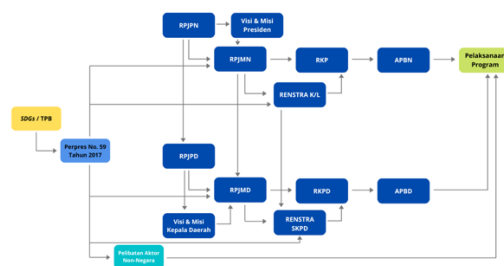 RPJPN
Visi & Misi
Presiden
RPJMN
RKP
APBN
Pelaksanaan
Program
RENSTRA K/L
SDGs / TPB
Perpres No. 59
Tahun 2017
RPJPD
RPJMD
RKPD
APBD
Visi & Misi
Kepala Daerah
RENSTRA
SKPD
Pelibatan Aktor
Non-Negara